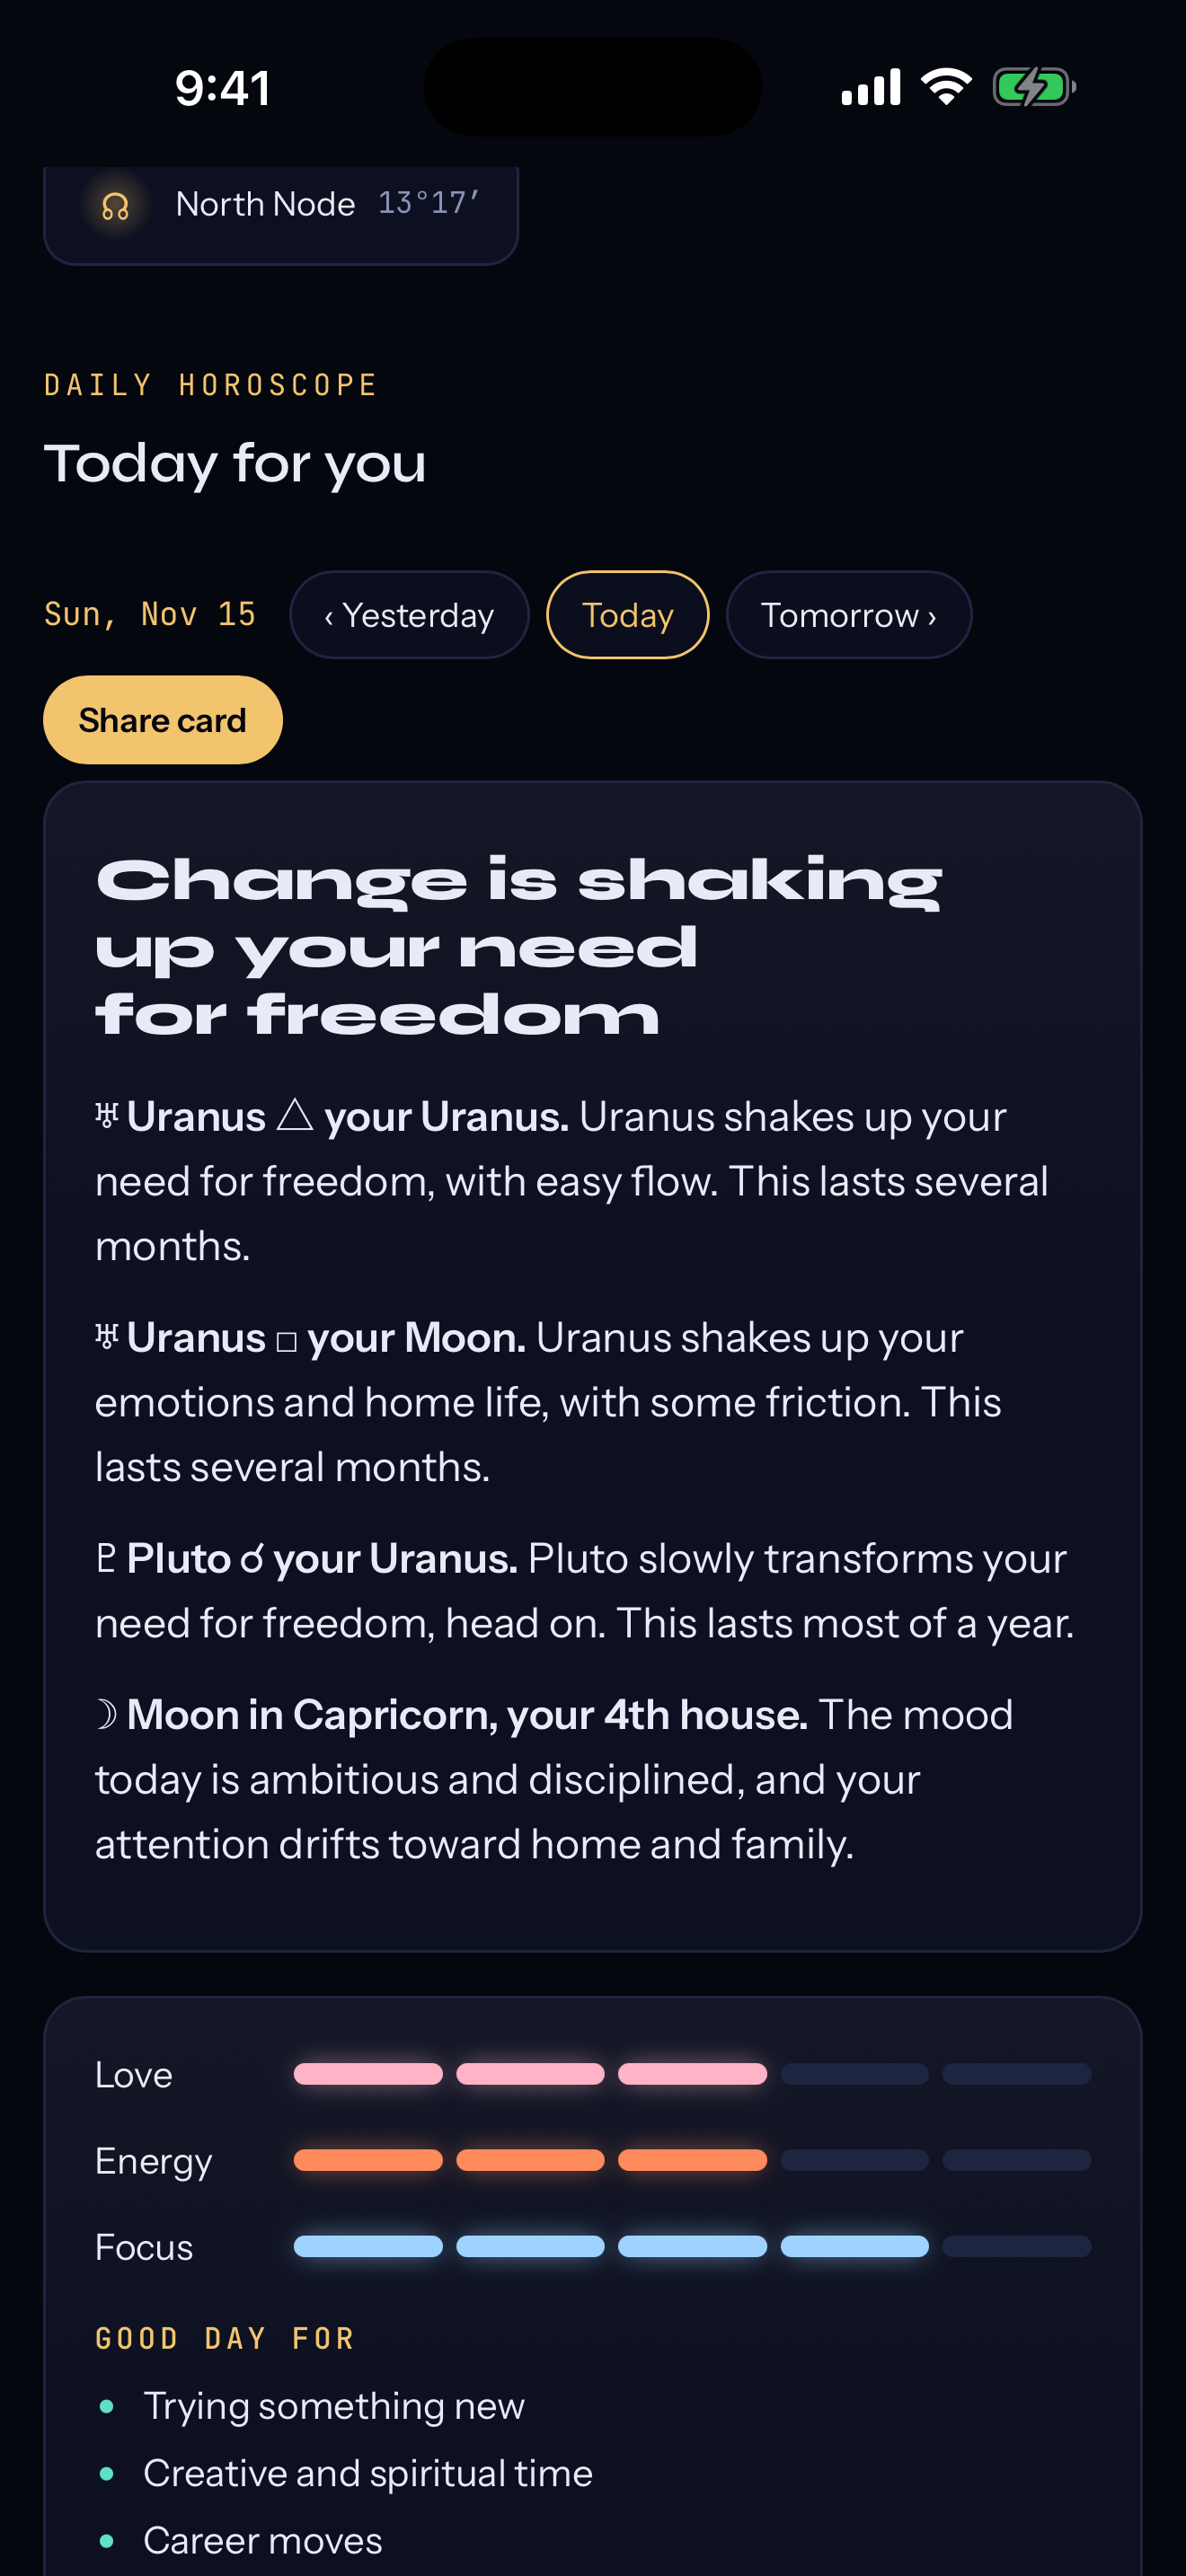 9:41
☊ North Node 13°17′
DAILY HOROSCOPE
Today for you
Sun, Nov 15 ‹ Yesterday Today Tomorrow ›
Share card
Change is shaking
up your need
for freedom
♅ Uranus △ your Uranus. Uranus shakes up your
need for freedom, with easy flow. This lasts several
months.
♅ Uranus □ your Moon. Uranus shakes up your
emotions and home life, with some friction. This
lasts several months.
♇ Pluto ☌ your Uranus. Pluto slowly transforms your
need for freedom, head on. This lasts most of a year.
☽ Moon in Capricorn, your 4th house. The mood
today is ambitious and disciplined, and your
attention drifts toward home and family.
Love
Energy
Focus
GOOD DAY FOR
• Trying something new
• Creative and spiritual time
• Career moves